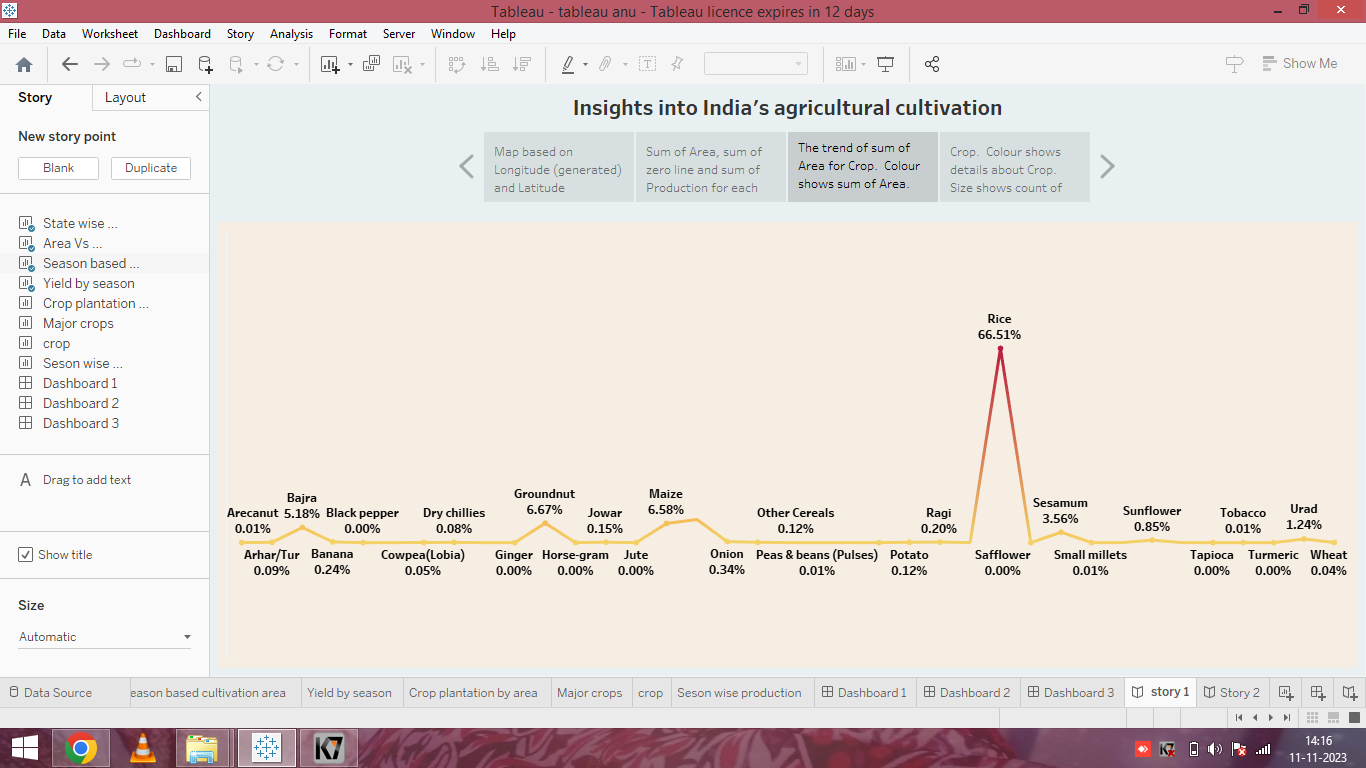 Tableau - tableau anu - Tableau licence expires in 12 days
File Data Worksheet Dashboard Story Analysis Format Server Window Help
Show Me
Story Layout
New story point
Blank Duplicate
State wise ...
Area Vs ...
Season based ...
Yield by season
Crop plantation ...
Major crops
crop
Seson wise ...
Dashboard 1
Dashboard 2
Dashboard 3
A Drag to add text
Show title
Size
Automatic
Insights into India's agricultural cultivation
Map based on
Longitude (generated)
and Latitude
Sum of Area, sum of
zero line and sum of
Production for each
The trend of sum of
Area for Crop. Colour
shows sum of Area.
Crop. Colour shows
details about Crop.
Size shows count of
Rice
66.51%
Arecanut
0.01%
Arhar/Tur
0.09%
Bajra
5.18%
Banana
0.24%
Black pepper
0.00%
Cowpea(Lobia)
0.05%
Dry chillies
0.08%
Ginger
0.00%
Groundnut
6.67%
Horse-gram
0.00%
Jowar
0.15%
Jute
0.00%
Maize
6.58%
Onion
0.34%
Other Cereals
0.12%
Peas & beans (Pulses)
0.01%
Potato
0.12%
Ragi
0.20%
Safflower
0.00%
Sesamum
3.56%
Small millets
0.01%
Sunflower
0.85%
Tapioca
0.00%
Tobacco
0.01%
Turmeric
0.00%
Urad
1.24%
Wheat
0.04%
Data Source eason based cultivation area Yield by season Crop plantation by area Major crops crop Seson wise production Dashboard 1 Dashboard 2 Dashboard 3 story 1 Story 2
K7
14:16
11-11-2023